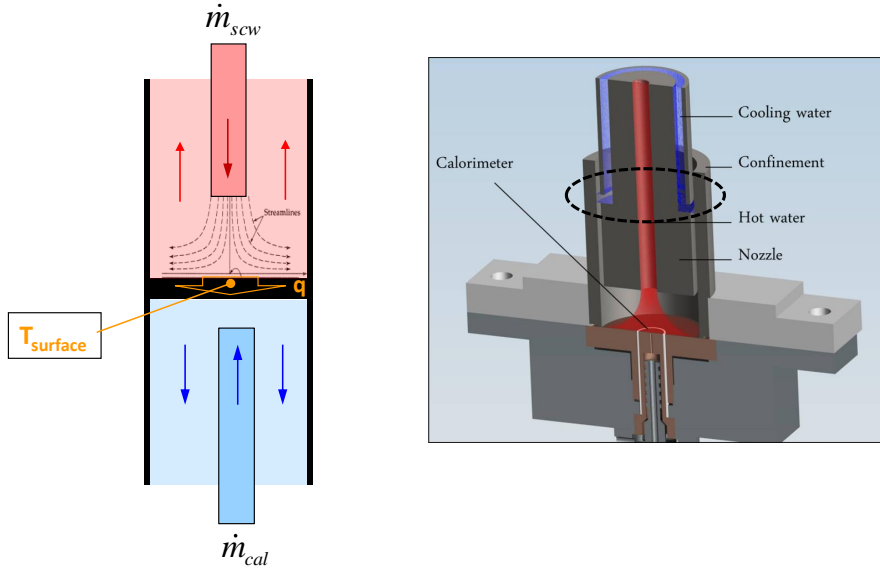 ṁ_scw
Streamlines
q
T_surface
ṁ_cal
Cooling water
Calorimeter
Confinement
Hot water
Nozzle